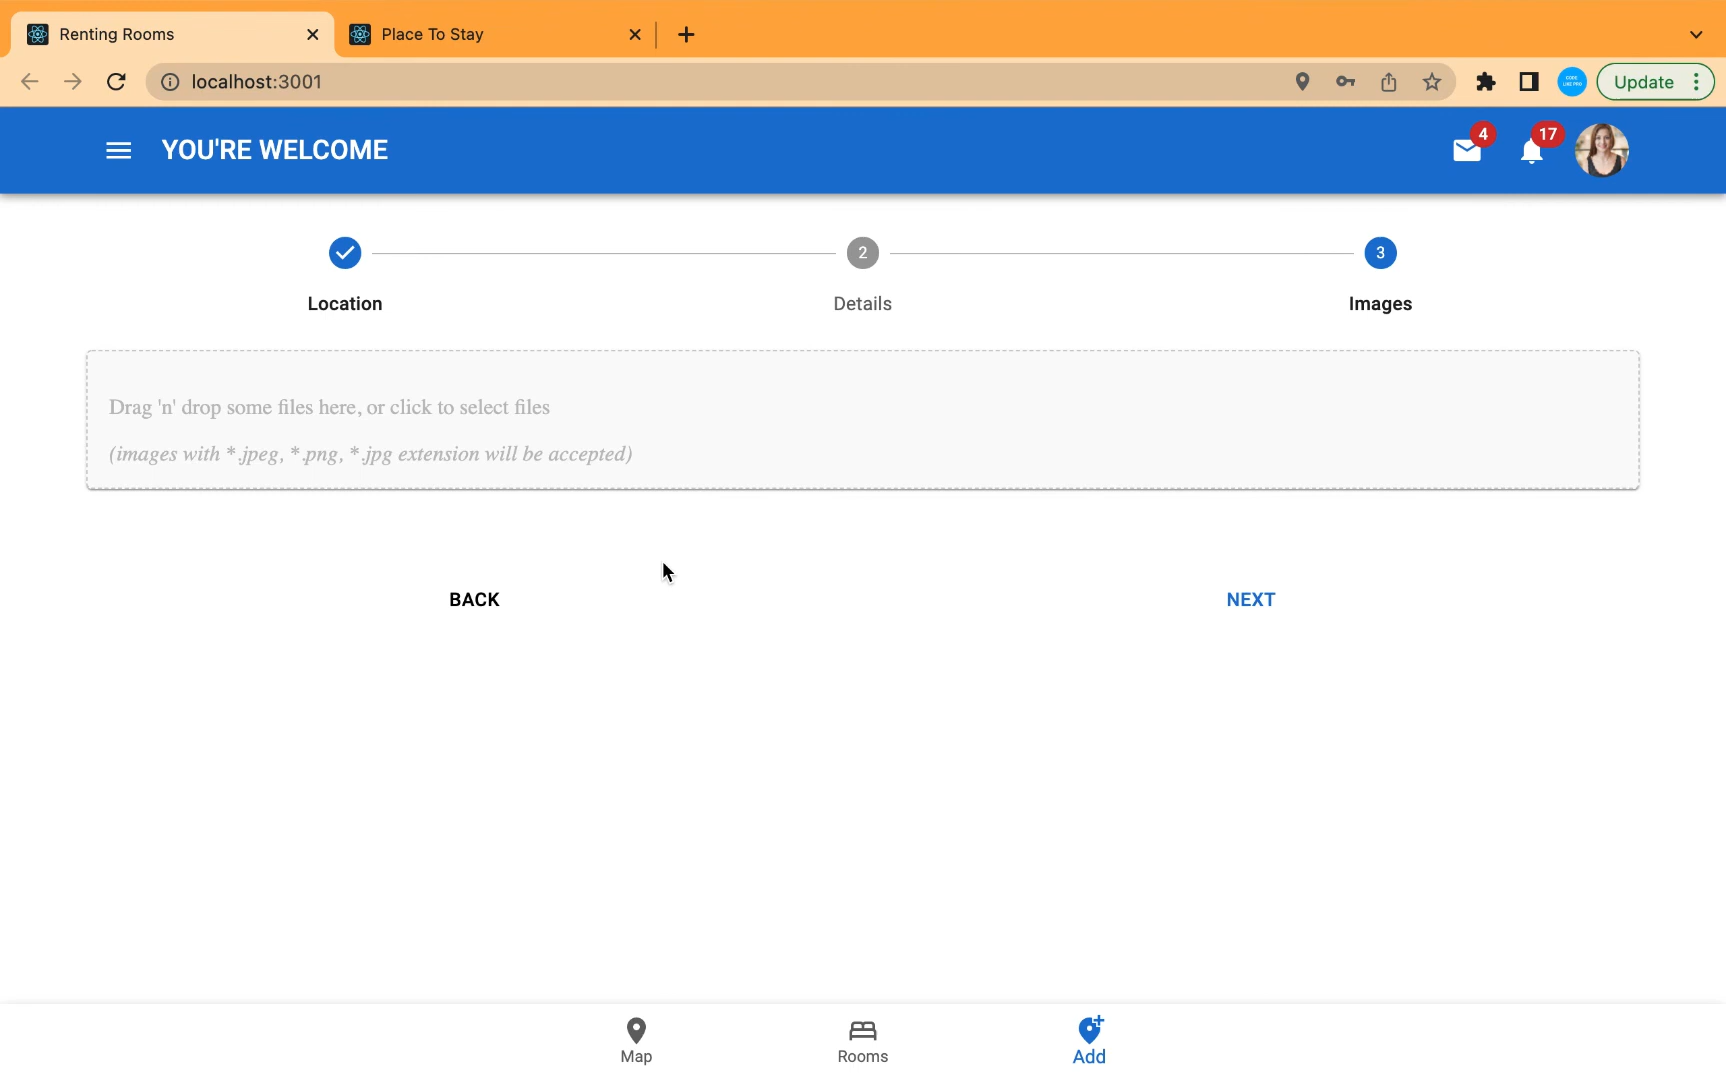 Renting Rooms
Place To Stay
localhost:3001
Update
YOU'RE WELCOME
4
17
2
3
Location
Details
Images
Drag 'n' drop some files here, or click to select files
(images with *.jpeg, *.png, *.jpg extension will be accepted)
BACK
NEXT
Map
Rooms
Add